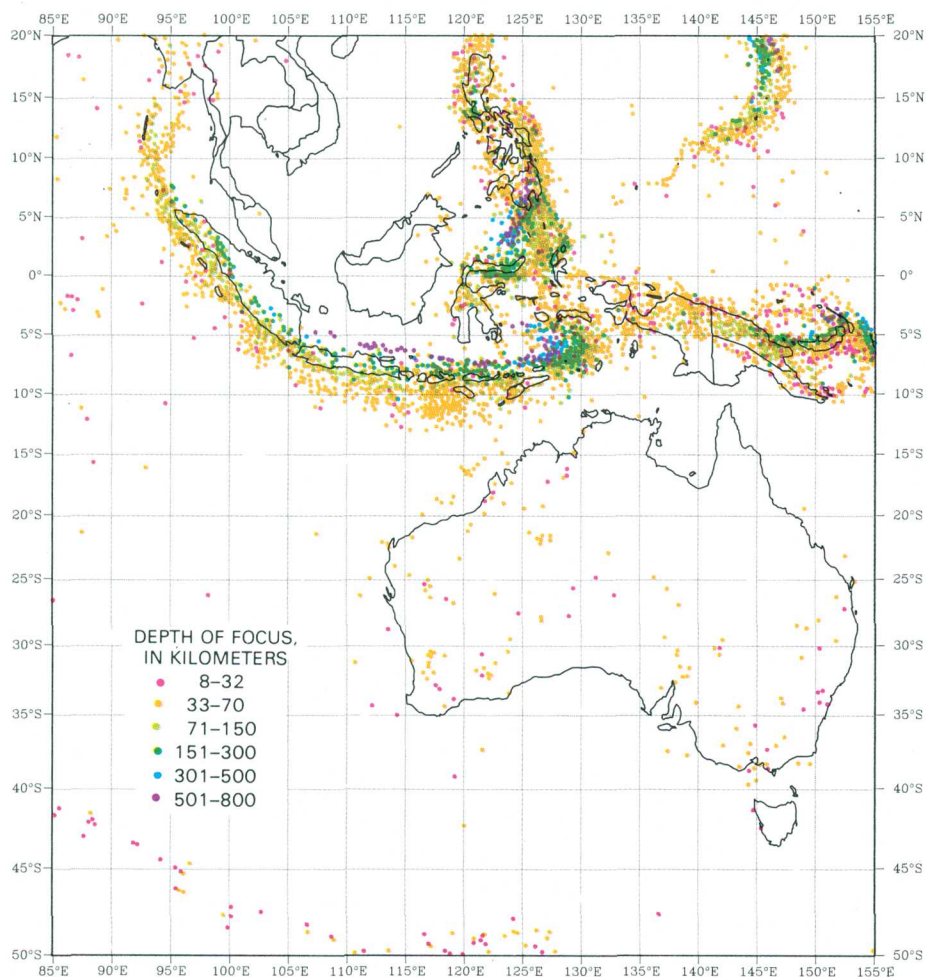 85°E 90°E 95°E 100°E 105°E 110°E 115°E 120°E 125°E 130°E 135°E 140°E 145°E 150°E 155°E
20°N 20°N
15°N 15°N
10°N 10°N
5°N 5°N
0° 0°
5°S 5°S
10°S 10°S
15°S 15°S
20°S 20°S
25°S 25°S
30°S 30°S
DEPTH OF FOCUS,
IN KILOMETERS
8–32
33–70
35°S 35°S
71–150
151–300
301–500
40°S 40°S
501–800
45°S 45°S
50°S 50°S
85°E 90°E 95°E 100°E 105°E 110°E 115°E 120°E 125°E 130°E 135°E 140°E 145°E 150°E 155°E